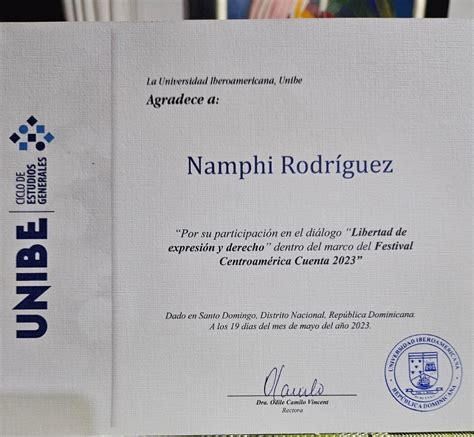 UNIBE
CICLO DE
ESTUDIOS
GENERALES
La Universidad Iberoamericana, Unibe
Agradece a:
Namphi Rodríguez
“Por su participación en el diálogo “Libertad de
expresión y derecho” dentro del marco del Festival
Centroamérica Cuenta 2023”
Dado en Santo Domingo, Distrito Nacional, República Dominicana.
A los 19 días del mes de mayo del año 2023.
Dra. Odile Camilo Vincent
Rectora
UNIVERSIDAD IBEROAMERICANA
REPÚBLICA DOMINICANA